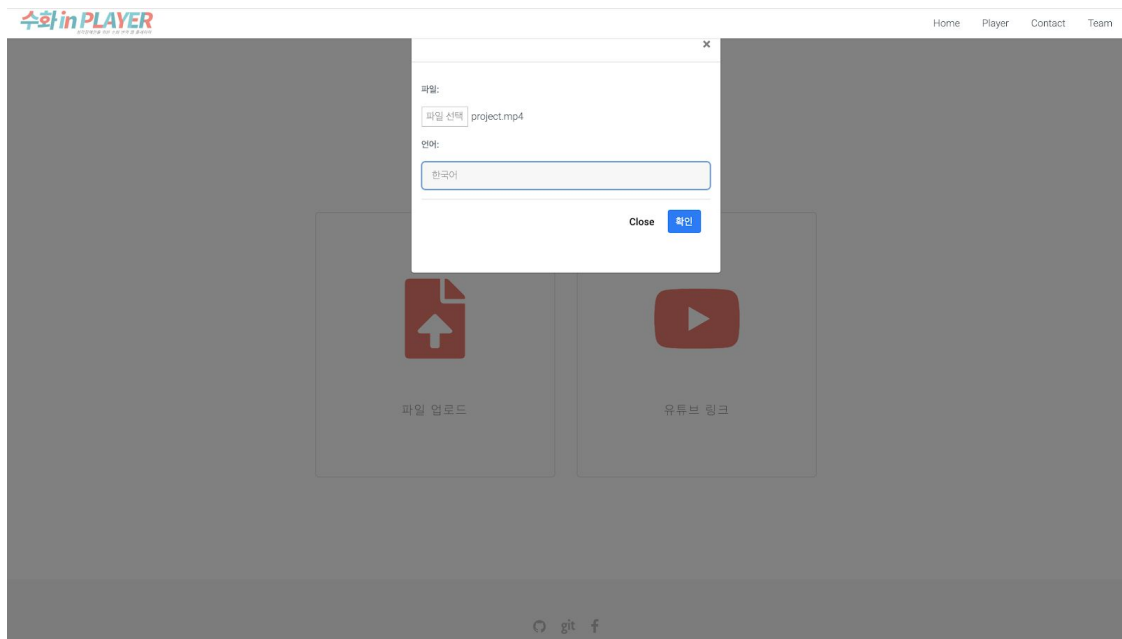 수화 in PLAYER
Home Player Contact Team
×
파일:
파일 선택 project.mp4
언어:
한국어
Close 확인
파일 업로드 유튜브 링크
git f